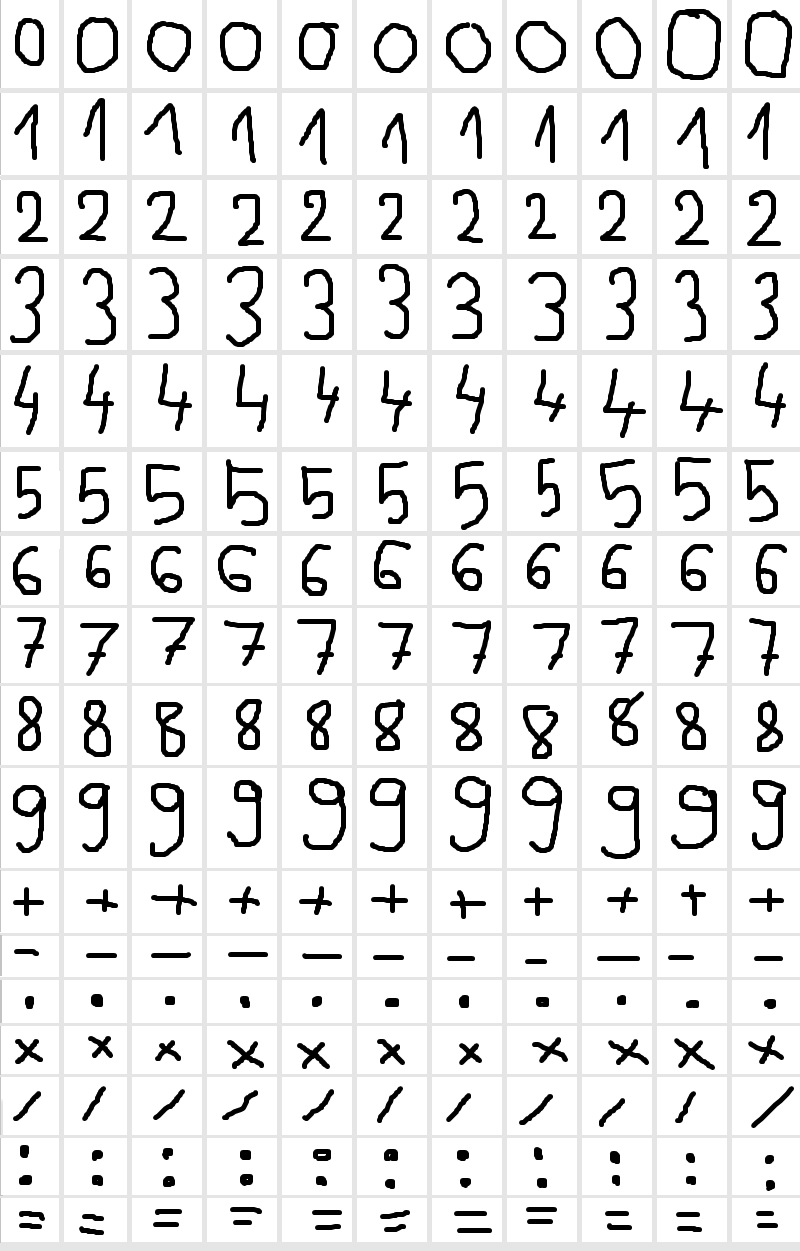 0 0 0 0 0 0 0 0 0 0 0
1 1 1 1 1 1 1 1 1 1 1
2 2 2 2 2 2 2 2 2 2 2
3 3 3 3 3 3 3 3 3 3 3
4 4 4 4 4 4 4 4 4 4 4
5 5 5 5 5 5 5 5 5 5 5
6 6 6 6 6 6 6 6 6 6 6
7 7 7 7 7 7 7 7 7 7 7
8 8 8 8 8 8 8 8 8 8 8
9 9 9 9 9 9 9 9 9 9 9
+ + + + + + + + + + +
- - - - - - - - - - -
· · · · · · · · · · ·
× × × × × × × × × × ×
/ / / / / / / / / / /
: : : : : : : : : : :
= = = = = = = = = = =